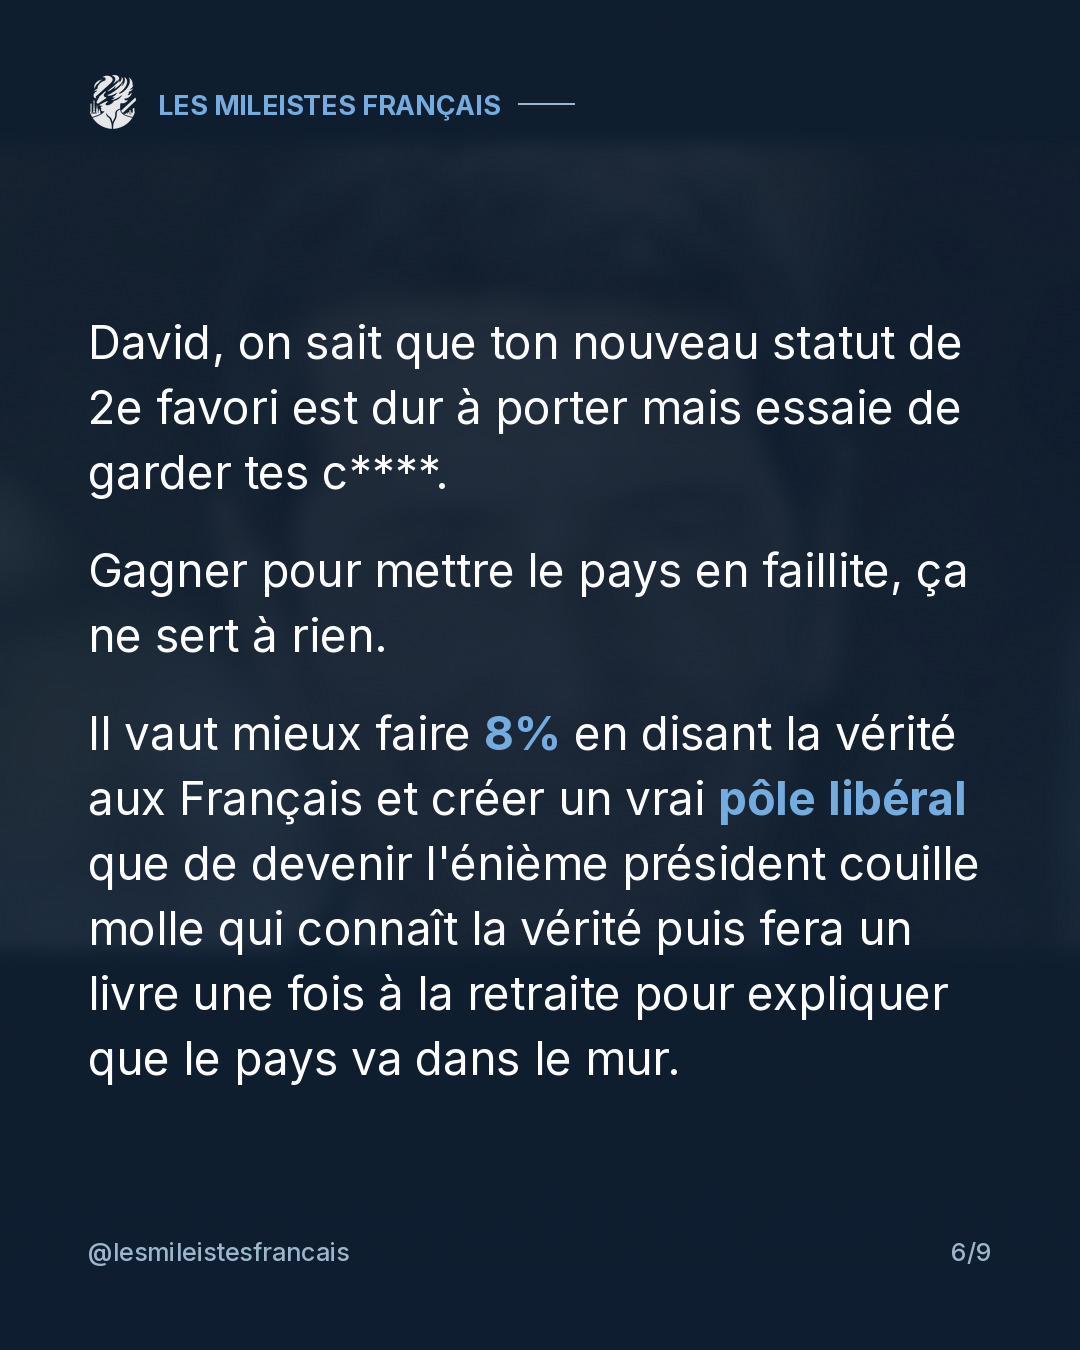 LES MILEISTES FRANÇAIS
David, on sait que ton nouveau statut de
2e favori est dur à porter mais essaie de
garder tes c****.
Gagner pour mettre le pays en faillite, ça
ne sert à rien.
Il vaut mieux faire 8% en disant la vérité
aux Français et créer un vrai pôle libéral
que de devenir l'énième président couille
molle qui connaît la vérité puis fera un
livre une fois à la retraite pour expliquer
que le pays va dans le mur.
@lesmileistesfrancais
6/9